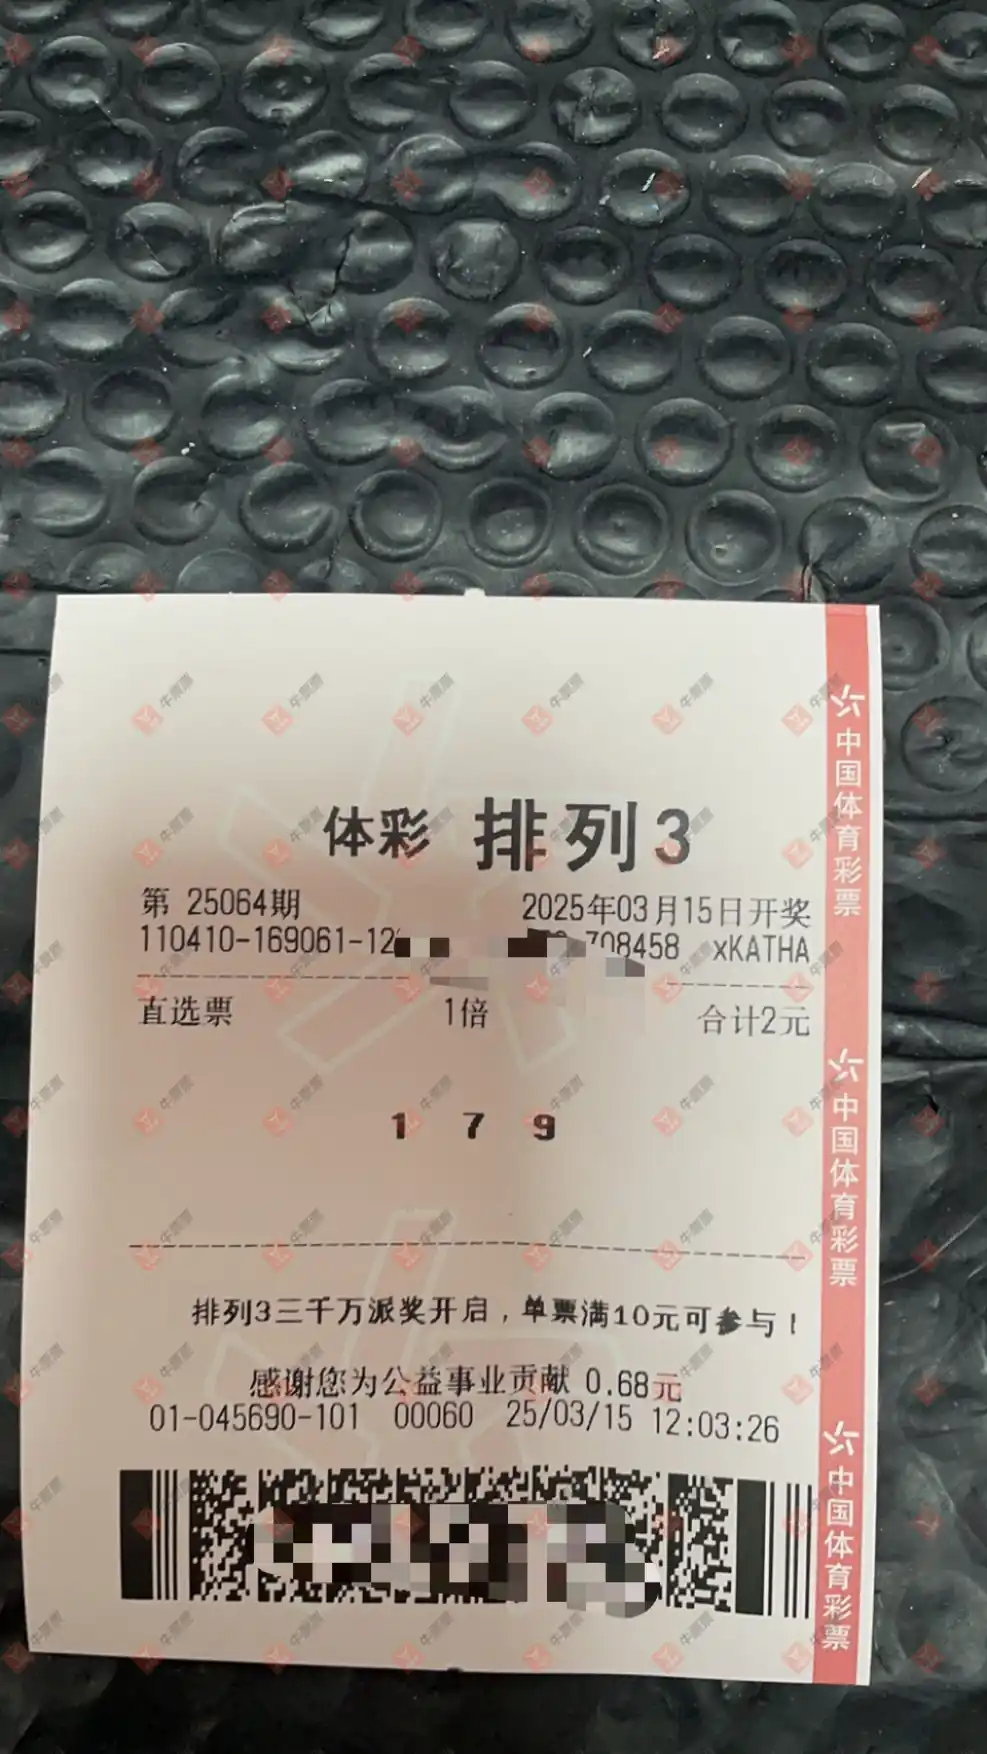 体彩 排列3
第 25064期 2025年03月15日开奖
110410-169061-12 708458 xKATHA
直选票 1倍 合计2元
1 7 9
排列3三千万派奖开启，单票满10元可参与！
感谢您为公益事业贡献 0.68元
01-045690-101 00060 25/03/15 12:03:26
中国体育彩票
中国体育彩票
中国体育彩票